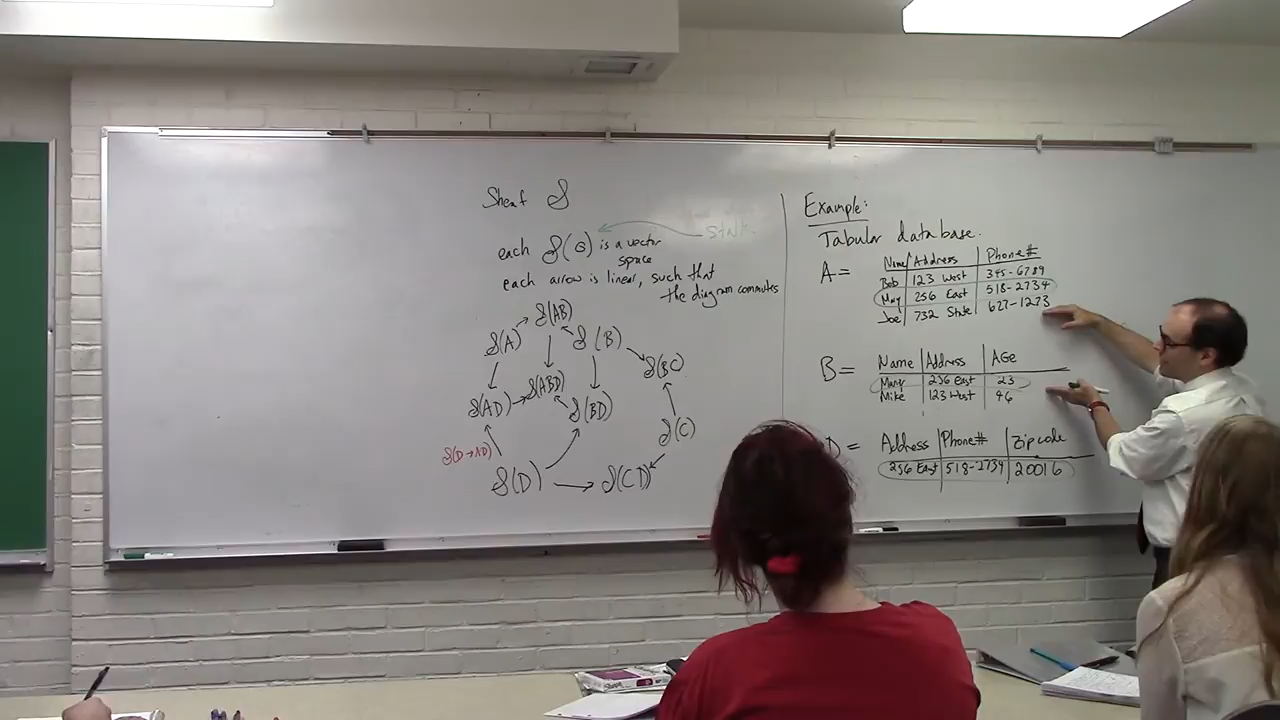 Sheaf S
each S(σ) is a vector
space
stalk
each arrow is linear, such that
the diagram commutes
S(AB)
S(A) S(B)
S(BC)
S(ABD)
S(AD) S(BD)
S(C)
S(D→AD)
S(D) S(CD)
Example:
Tabular database.
A=
Name Address Phone#
Bob 123 West 345-6789
Mary 256 East 518-2734
Joe 732 State 627-1273
B=
Name Address AGe
Mary 256 East 23
Mike 123 West 46
D=
Address Phone# Zip code
256 East 518-2734 20016